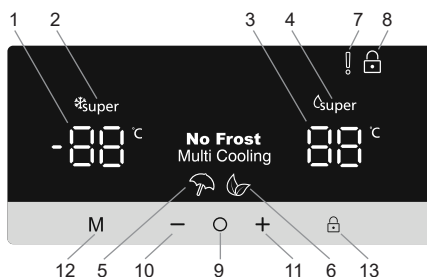 1 2 3 4 7 8
super super
-88 °C 88 °C
No Frost
Multi Cooling
M − O +
12 5 10 9 11 6 13